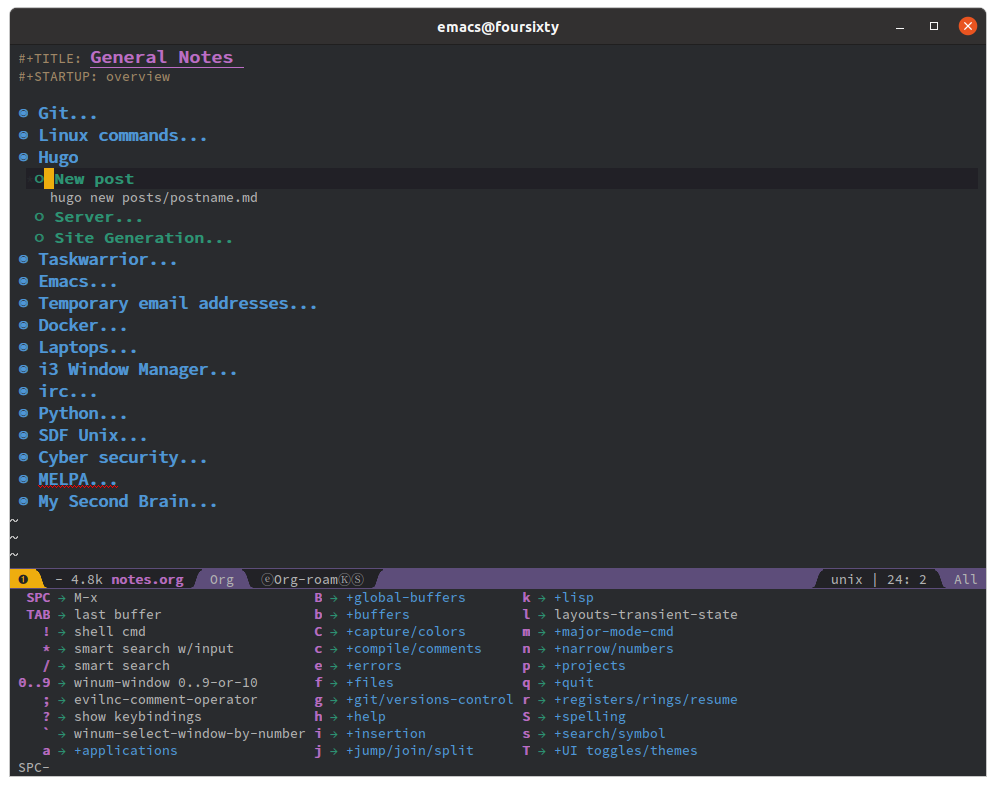 emacs@foursixty
#+TITLE: General Notes
#+STARTUP: overview
Git...
Linux commands...
Hugo
New post
hugo new posts/postname.md
Server...
Site Generation...
Taskwarrior...
Emacs...
Temporary email addresses...
Docker...
Laptops...
i3 Window Manager...
irc...
Python...
SDF Unix...
Cyber security...
MELPA...
My Second Brain...
~
~
~
❶ - 4.8k notes.org Org ⓔOrg-roamⓀⓈ unix | 24: 2 All
SPC → M-x B → +global-buffers k → +lisp
TAB → last buffer b → +buffers l → layouts-transient-state
! → shell cmd C → +capture/colors m → +major-mode-cmd
* → smart search w/input c → +compile/comments n → +narrow/numbers
/ → smart search e → +errors p → +projects
0..9 → winum-window 0..9-or-10 f → +files q → +quit
; → evilnc-comment-operator g → +git/versions-control r → +registers/rings/resume
? → show keybindings h → +help S → +spelling
` → winum-select-window-by-number i → +insertion s → +search/symbol
a → +applications j → +jump/join/split T → +UI toggles/themes
SPC-